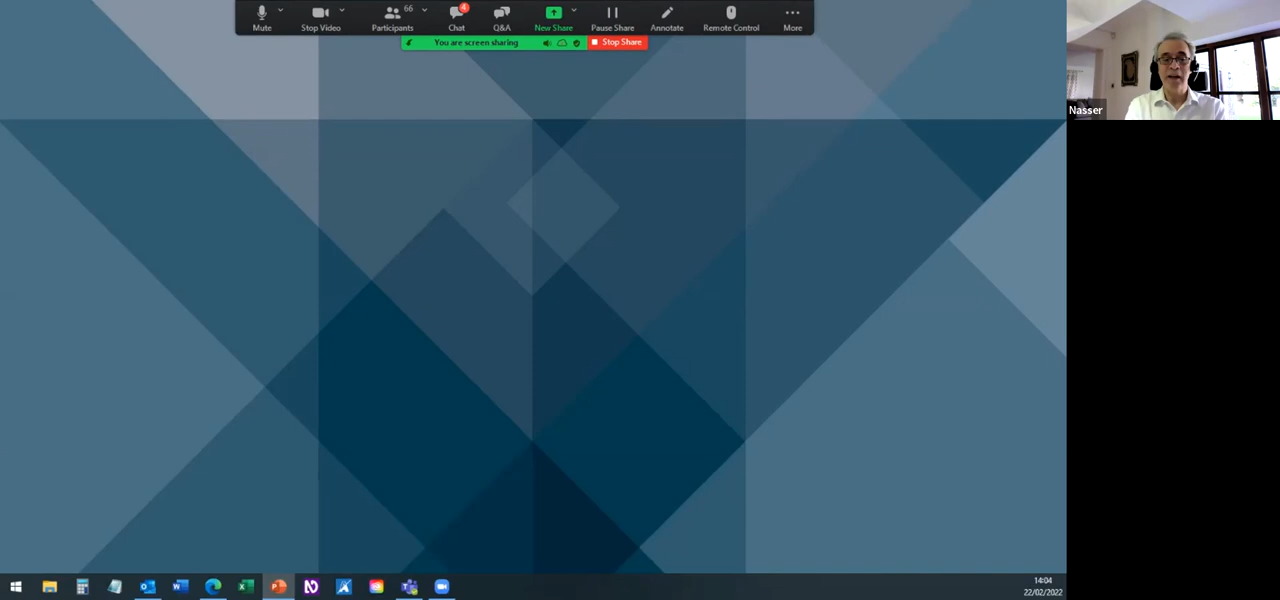 66
4
Mute
Stop Video
Participants
Chat
Q&A
New Share
Pause Share
Annotate
Remote Control
More
You are screen sharing
Stop Share
Nasser
14:04
22/02/2022